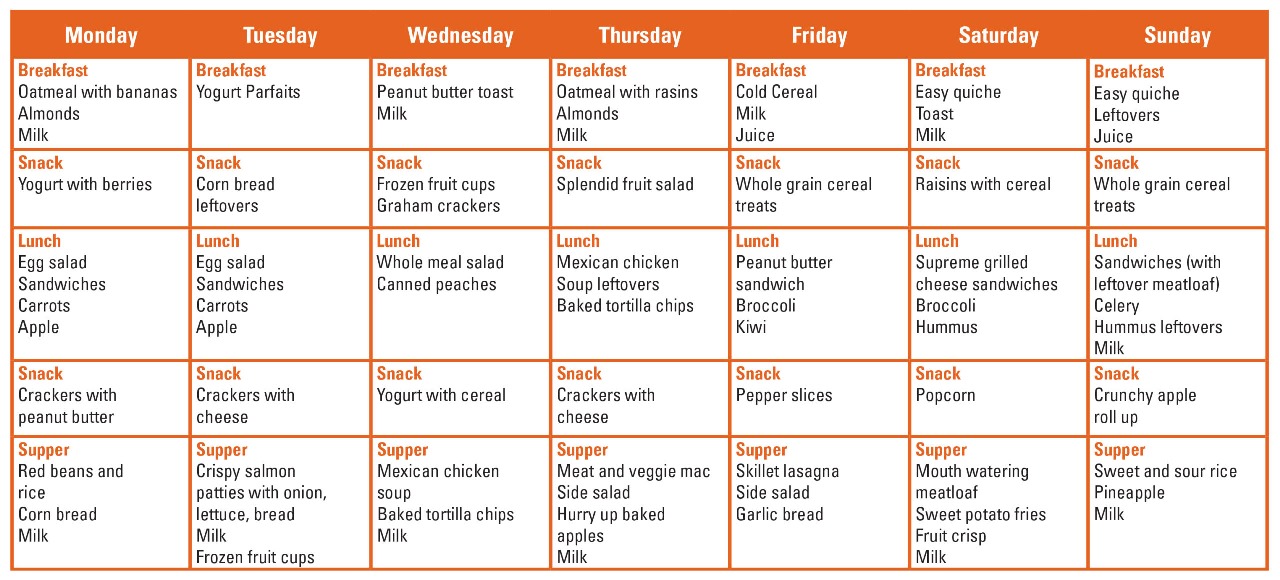 Monday
Tuesday
Wednesday
Thursday
Friday
Saturday
Sunday
Breakfast
Oatmeal with bananas
Almonds
Milk
Breakfast
Yogurt Parfaits
Breakfast
Peanut butter toast
Milk
Breakfast
Oatmeal with rasins
Almonds
Milk
Breakfast
Cold Cereal
Milk
Juice
Breakfast
Easy quiche
Toast
Milk
Breakfast
Easy quiche
Leftovers
Juice
Snack
Yogurt with berries
Snack
Corn bread
leftovers
Snack
Frozen fruit cups
Graham crackers
Snack
Splendid fruit salad
Snack
Whole grain cereal
treats
Snack
Raisins with cereal
Snack
Whole grain cereal
treats
Lunch
Egg salad
Sandwiches
Carrots
Apple
Lunch
Egg salad
Sandwiches
Carrots
Apple
Lunch
Whole meal salad
Canned peaches
Lunch
Mexican chicken
Soup leftovers
Baked tortilla chips
Lunch
Peanut butter
sandwich
Broccoli
Kiwi
Lunch
Supreme grilled
cheese sandwiches
Broccoli
Hummus
Lunch
Sandwiches (with
leftover meatloaf)
Celery
Hummus leftovers
Milk
Snack
Crackers with
peanut butter
Snack
Crackers with
cheese
Snack
Yogurt with cereal
Snack
Crackers with
cheese
Snack
Pepper slices
Snack
Popcorn
Snack
Crunchy apple
roll up
Supper
Red beans and
rice
Corn bread
Milk
Supper
Crispy salmon
patties with onion,
lettuce, bread
Milk
Frozen fruit cups
Supper
Mexican chicken
soup
Baked tortilla chips
Milk
Supper
Meat and veggie mac
Side salad
Hurry up baked
apples
Milk
Supper
Skillet lasagna
Side salad
Garlic bread
Supper
Mouth watering
meatloaf
Sweet potato fries
Fruit crisp
Milk
Supper
Sweet and sour rice
Pineapple
Milk